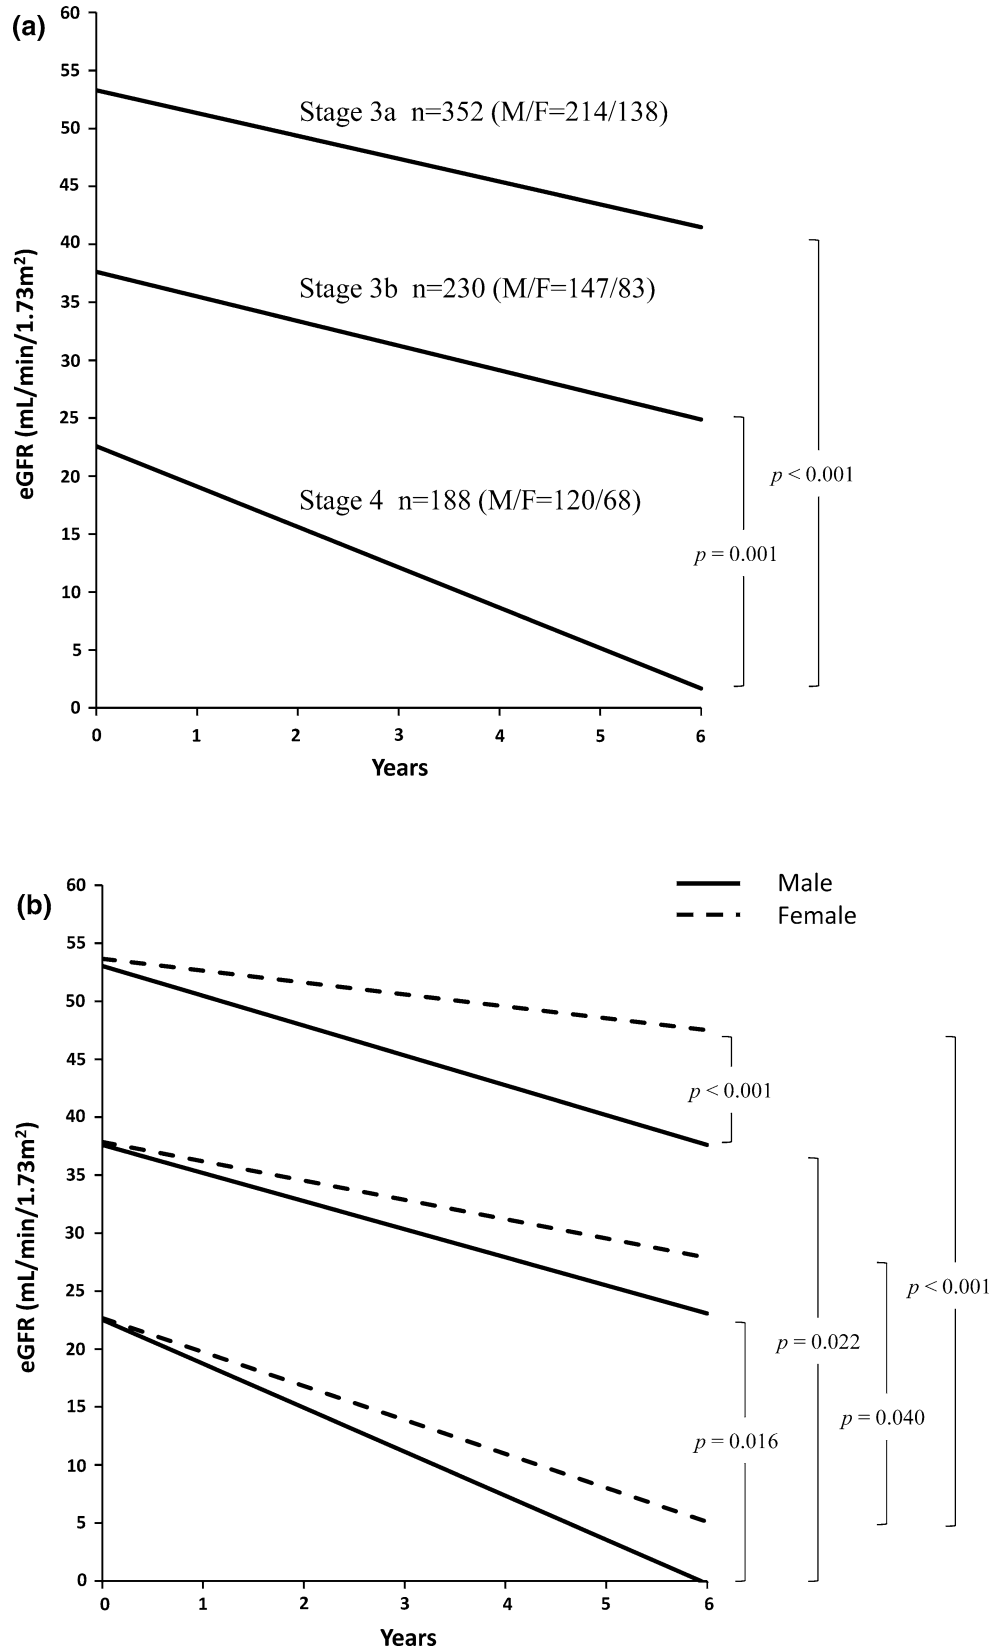 (a)
60
55
50
45
40
35
30
25
20
15
10
5
0
eGFR (mL/min/1.73m²)
Stage 3a n=352 (M/F=214/138)
Stage 3b n=230 (M/F=147/83)
Stage 4 n=188 (M/F=120/68)
p < 0.001
p = 0.001
0 1 2 3 4 5 6
Years
(b)
Male
Female
60
55
50
45
40
35
30
25
20
15
10
5
0
eGFR (mL/min/1.73m²)
p < 0.001
p < 0.001
p = 0.022
p = 0.040
p = 0.016
0 1 2 3 4 5 6
Years